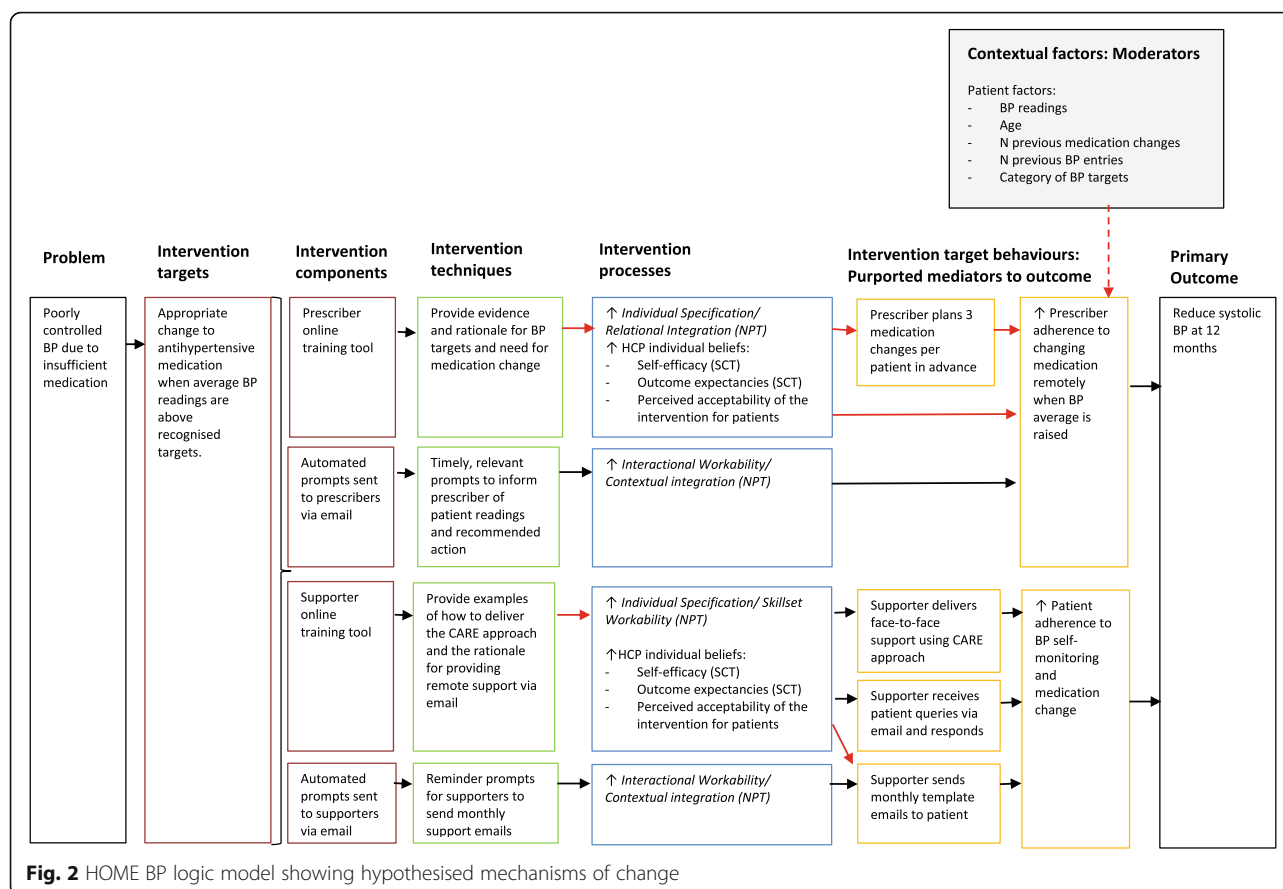 Contextual factors: Moderators
Patient factors:
- BP readings
- Age
- N previous medication changes
- N previous BP entries
- Category of BP targets
Problem
Intervention
targets
Intervention
components
Intervention
techniques
Intervention
processes
Intervention target behaviours:
Purported mediators to outcome
Primary
Outcome
Poorly
controlled
BP due to
insufficient
medication
Appropriate
change to
antihypertensive
medication
when average BP
readings are
above
recognised
targets.
Prescriber
online
training tool
Provide evidence
and rationale for BP
targets and need for
medication change
↑ Individual Specification/
Relational Integration (NPT)
↑ HCP individual beliefs:
- Self-efficacy (SCT)
- Outcome expectancies (SCT)
- Perceived acceptability of the
intervention for patients
Prescriber plans 3
medication
changes per
patient in advance
↑ Prescriber
adherence to
changing
medication
remotely
when BP
average is
raised
Reduce systolic
BP at 12
months
Automated
prompts sent
to prescribers
via email
Timely, relevant
prompts to inform
prescriber of
patient readings
and recommended
action
↑ Interactional Workability/
Contextual integration (NPT)
Supporter
online
training tool
Provide examples
of how to deliver
the CARE approach
and the rationale
for providing
remote support via
email
↑ Individual Specification/ Skillset
Workability (NPT)
↑HCP individual beliefs:
- Self-efficacy (SCT)
- Outcome expectancies (SCT)
- Perceived acceptability of the
intervention for patients
Supporter delivers
face-to-face
support using CARE
approach
Supporter receives
patient queries via
email and responds
↑ Patient
adherence to
BP self-
monitoring
and
medication
change
Automated
prompts sent
to supporters
via email
Reminder prompts
for supporters to
send monthly
support emails
↑ Interactional Workability/
Contextual integration (NPT)
Supporter sends
monthly template
emails to patient
Fig. 2 HOME BP logic model showing hypothesised mechanisms of change